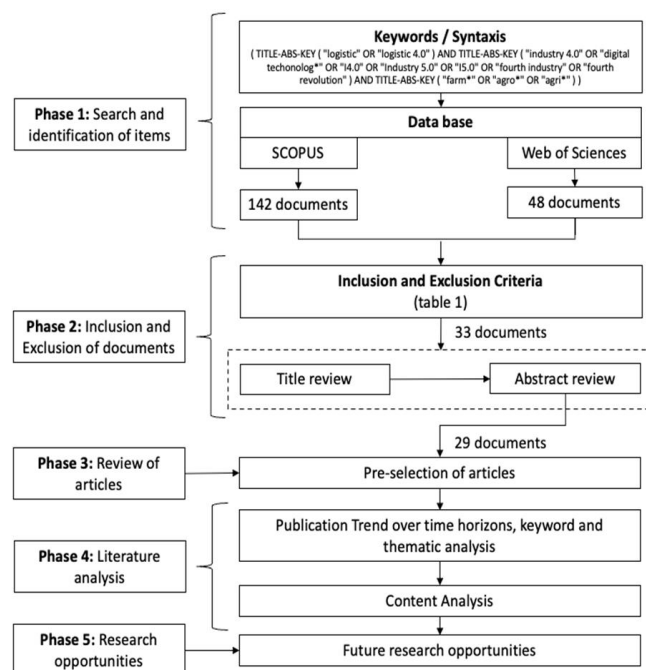 Keywords / Syntaxis
( TITLE-ABS-KEY ( "logistic" OR "logistic 4.0" ) AND TITLE-ABS-KEY ( "industry 4.0" OR "digital
techonolog*" OR "I4.0" OR "Industry 5.0" OR "I5.0" OR "fourth industry" OR "fourth
revolution" ) AND TITLE-ABS-KEY ( "farm*" OR "agro*" OR "agri*" ) )
Phase 1: Search and
identification of items
Data base
SCOPUS
Web of Sciences
142 documents
48 documents
Phase 2: Inclusion and
Exclusion of documents
Inclusion and Exclusion Criteria
(table 1)
33 documents
Title review
Abstract review
29 documents
Phase 3: Review of
articles
Pre-selection of articles
Phase 4: Literature
analysis
Publication Trend over time horizons, keyword and
thematic analysis
Content Analysis
Phase 5: Research
opportunities
Future research opportunities